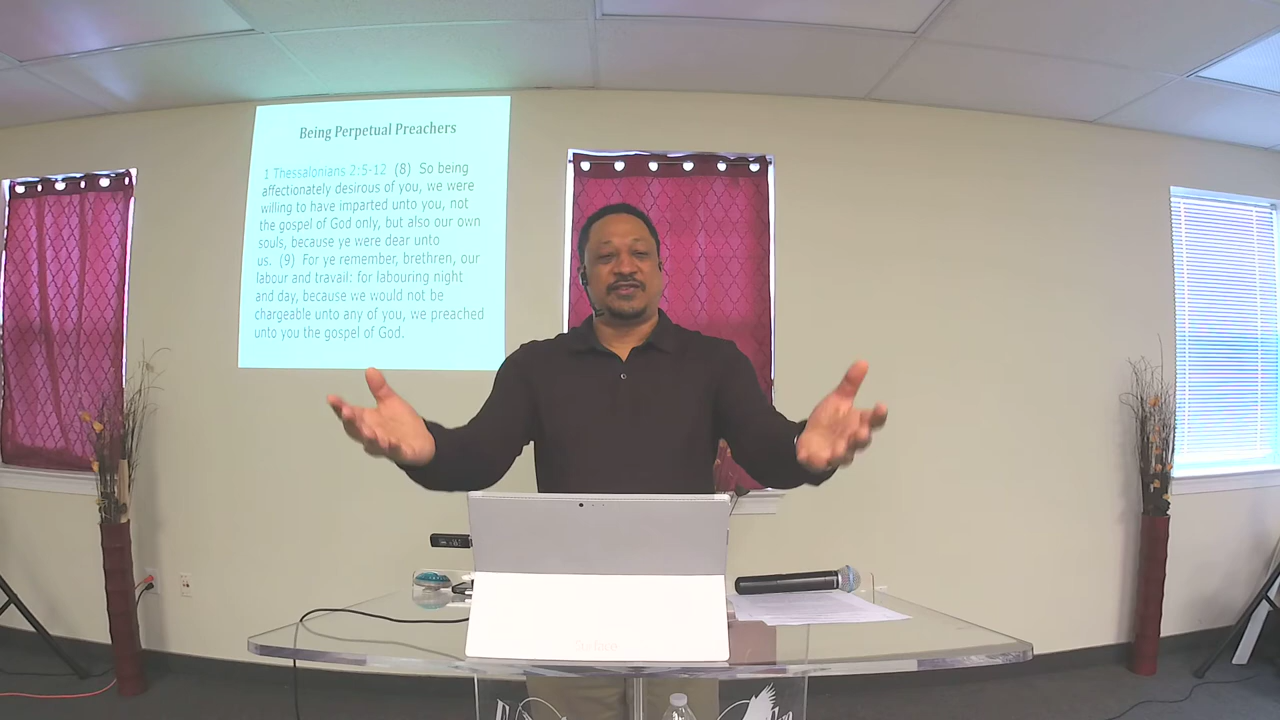 Being Perpetual Preachers
1 Thessalonians 2:5-12 (8) So being
affectionately desirous of you, we were
willing to have imparted unto you, not
the gospel of God only, but also our own
souls, because ye were dear unto
us. (9) For ye remember, brethren, ou
labour and travail: for labouring night
and day, because we would not be
chargeable unto any of you, we preached
unto you the gospel of God.
Surface